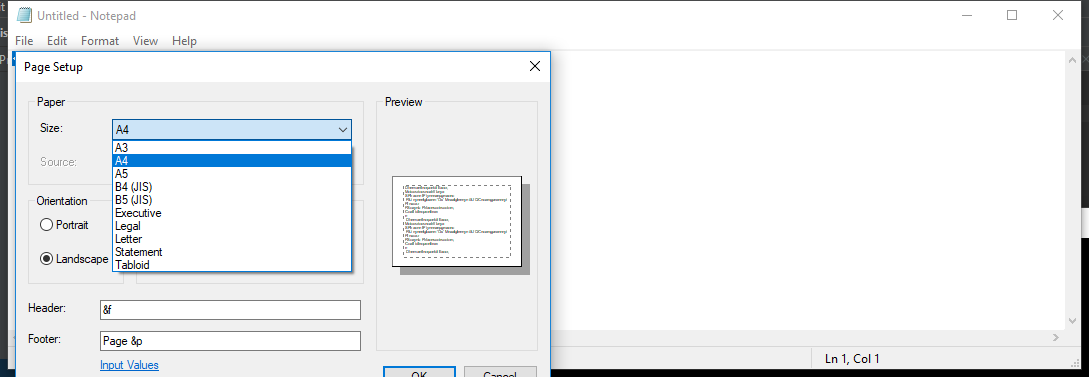 Untitled - Notepad
File Edit Format View Help
Page Setup
Paper
Size:
A4
A3
A4
A5
B4 (JIS)
B5 (JIS)
Executive
Legal
Letter
Statement
Tabloid
Source:
Orientation
Portrait
Landscape
Preview
Header:
&f
Footer:
Page &p
Input Values
OK
Cancel
Ln 1, Col 1